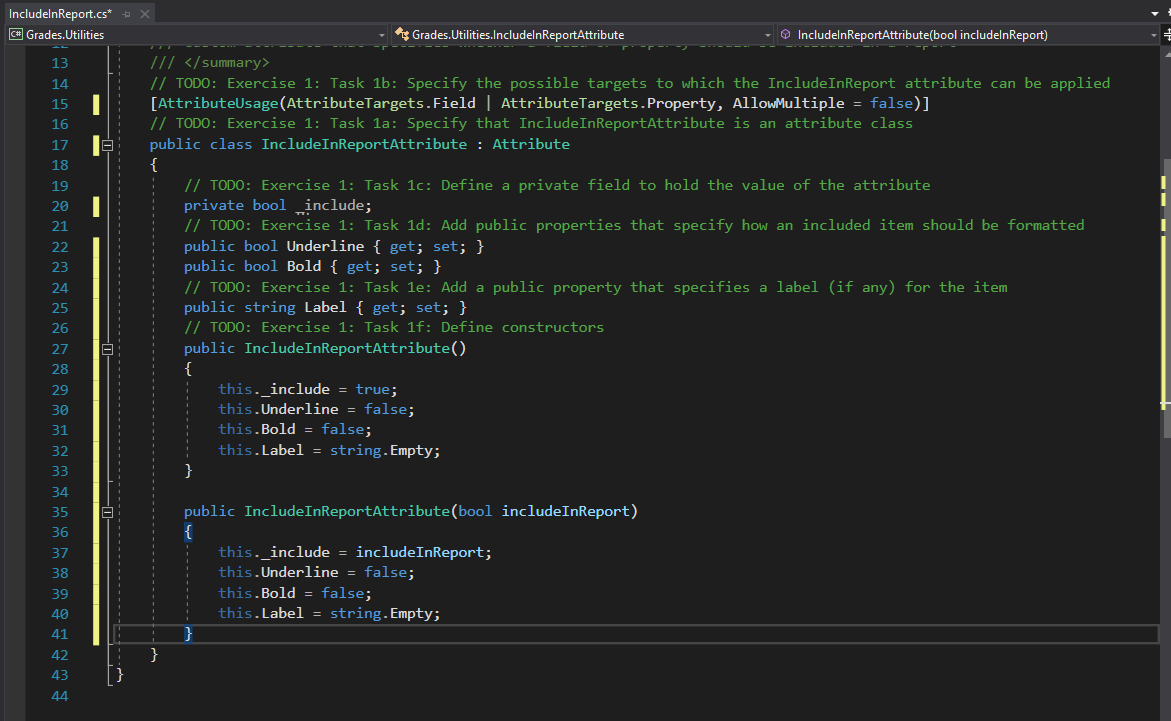 IncludeInReport.cs*
Grades.Utilities
Grades.Utilities.IncludeInReportAttribute
IncludeInReportAttribute(bool includeInReport)
13 /// </summary>
14 // TODO: Exercise 1: Task 1b: Specify the possible targets to which the IncludeInReport attribute can be applied
15 [AttributeUsage(AttributeTargets.Field | AttributeTargets.Property, AllowMultiple = false)]
16 // TODO: Exercise 1: Task 1a: Specify that IncludeInReportAttribute is an attribute class
17 public class IncludeInReportAttribute : Attribute
18 {
19 // TODO: Exercise 1: Task 1c: Define a private field to hold the value of the attribute
20 private bool _include;
21 // TODO: Exercise 1: Task 1d: Add public properties that specify how an included item should be formatted
22 public bool Underline { get; set; }
23 public bool Bold { get; set; }
24 // TODO: Exercise 1: Task 1e: Add a public property that specifies a label (if any) for the item
25 public string Label { get; set; }
26 // TODO: Exercise 1: Task 1f: Define constructors
27 public IncludeInReportAttribute()
28 {
29 this._include = true;
30 this.Underline = false;
31 this.Bold = false;
32 this.Label = string.Empty;
33 }
34
35 public IncludeInReportAttribute(bool includeInReport)
36 {
37 this._include = includeInReport;
38 this.Underline = false;
39 this.Bold = false;
40 this.Label = string.Empty;
41 }
42 }
43 }
44